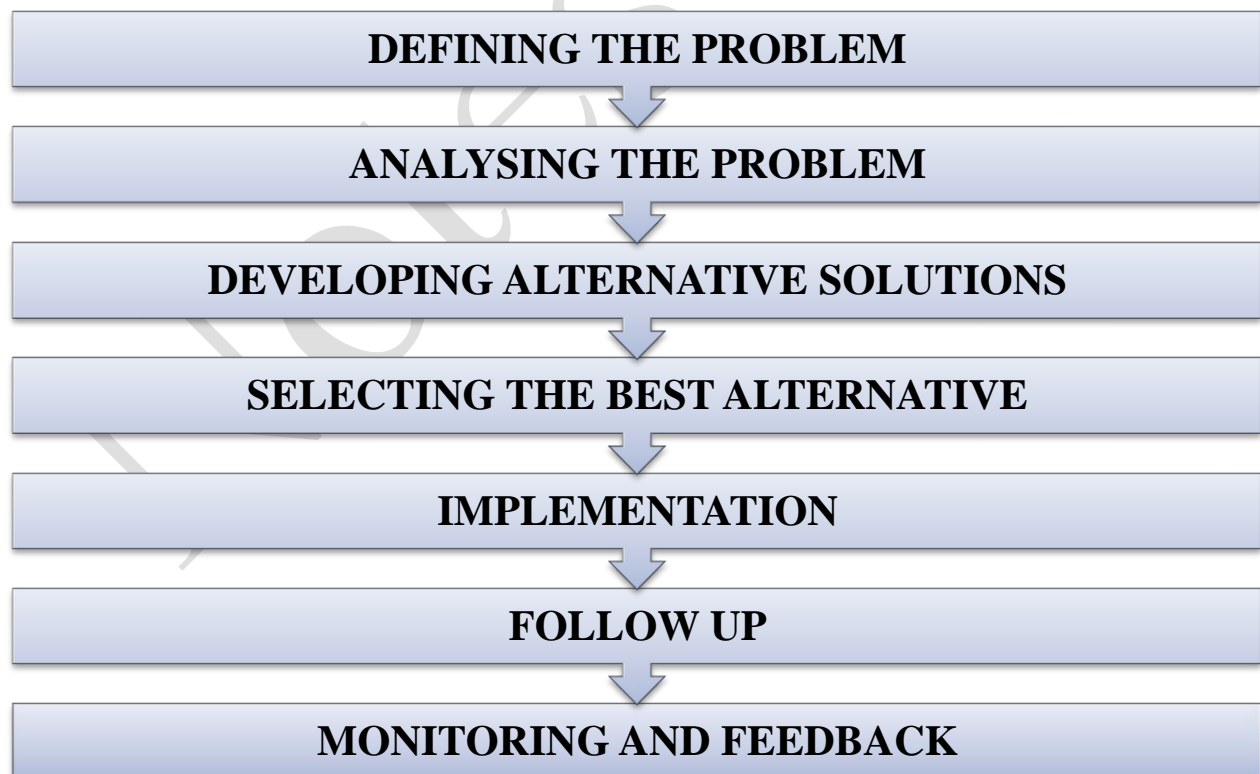 DEFINING THE PROBLEM
ANALYSING THE PROBLEM
DEVELOPING ALTERNATIVE SOLUTIONS
SELECTING THE BEST ALTERNATIVE
IMPLEMENTATION
FOLLOW UP
MONITORING AND FEEDBACK